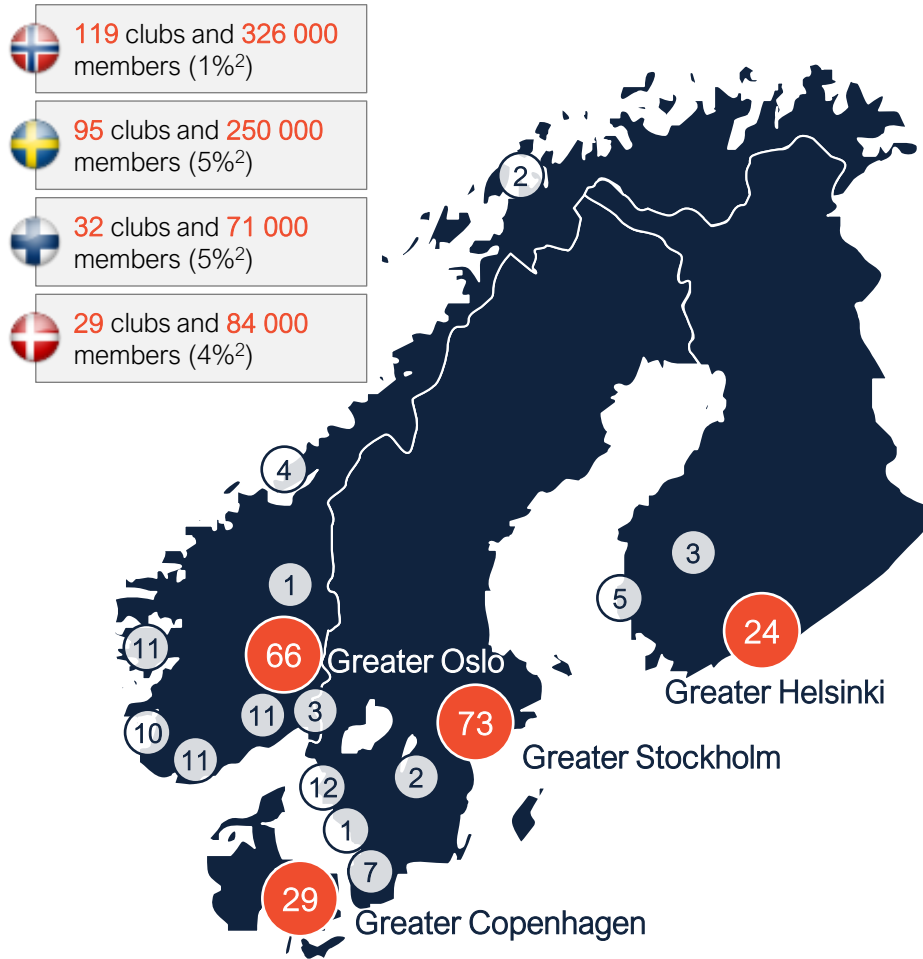 119 clubs and 326 000
members (1%²)
95 clubs and 250 000
members (5%²)
32 clubs and 71 000
members (5%²)
29 clubs and 84 000
members (4%²)
2
4
1
3
5
11
66
Greater Oslo
24
Greater Helsinki
10
11
11
3
73
Greater Stockholm
12
2
1
7
29
Greater Copenhagen